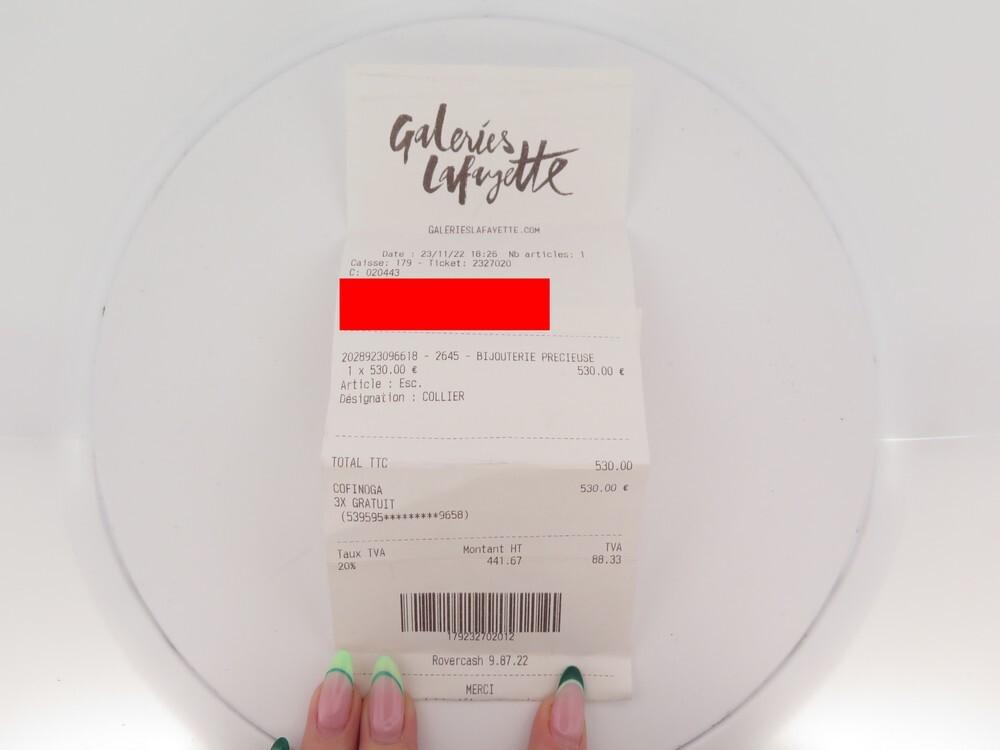 Galeries
Lafayette
GALERIESLAFAYETTE.COM
Date : 23/11/22 18:26 Nb articles: 1
Caisse: 179 - Ticket: 2327020
C: 020443
2028923096618 - 2645 - BIJOUTERIE PRECIEUSE
1 x 530.00 € 530.00 €
Article : Esc.
Désignation : COLLIER
TOTAL TTC 530.00
COFINOGA 530.00 €
3X GRATUIT
(539595*********9658)
Taux TVA Montant HT TVA
20% 441.67 88.33
179232702012
Rovercash 9.87.22
MERCI